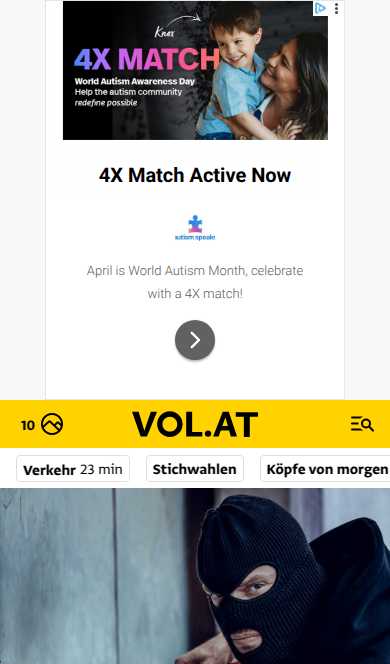 Knox
4X MATCH
World Autism Awareness Day
Help the autism community
redefine possible
4X Match Active Now
autism speaks
April is World Autism Month, celebrate
with a 4X match!
10
VOL.AT
Verkehr 23 min
Stichwahlen
Köpfe von morgen